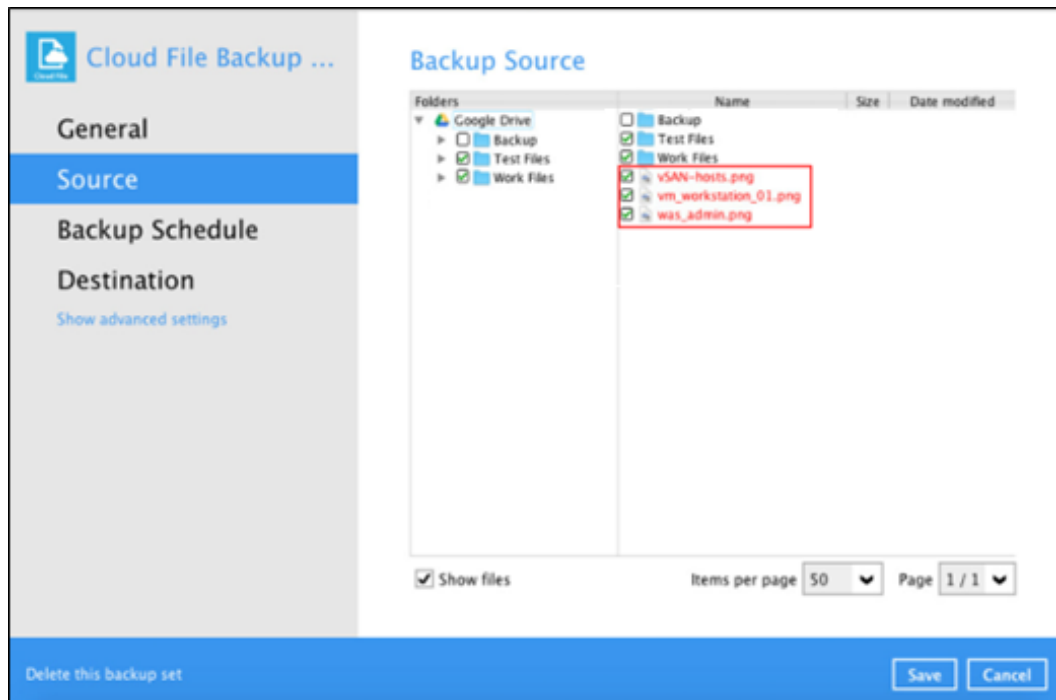 Cloud File Backup ...
General
Source
Backup Schedule
Destination
Show advanced settings
Backup Source
Folders
Google Drive
Backup
Test Files
Work Files
Name Size Date modified
Backup
Test Files
Work Files
vSAN-hosts.png
vm_workstation_01.png
was_admin.png
Show files
Items per page 50
Page 1 / 1
Delete this backup set
Save Cancel